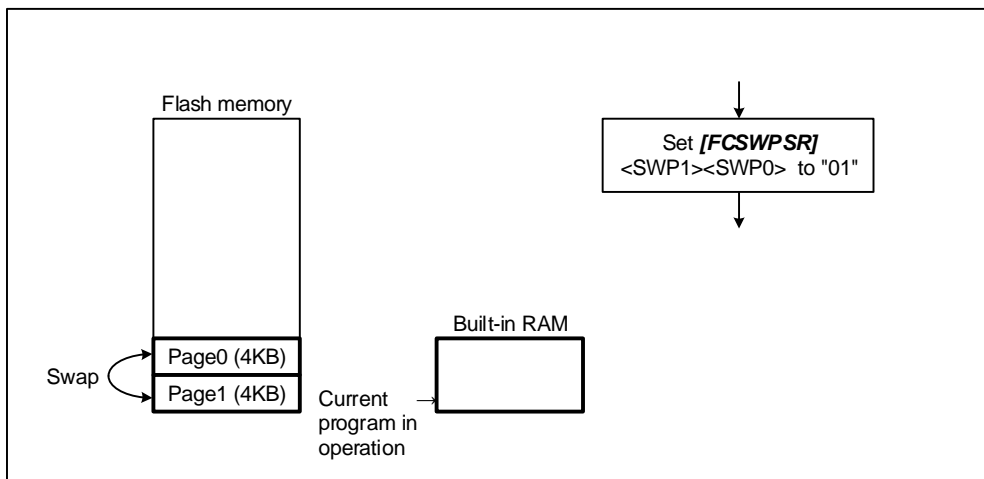 Flash memory
Set [FCSWPSR]
<SWP1><SWP0> to "01"
Built-in RAM
Page0 (4KB)
Swap
Page1 (4KB)
Current
program in
operation